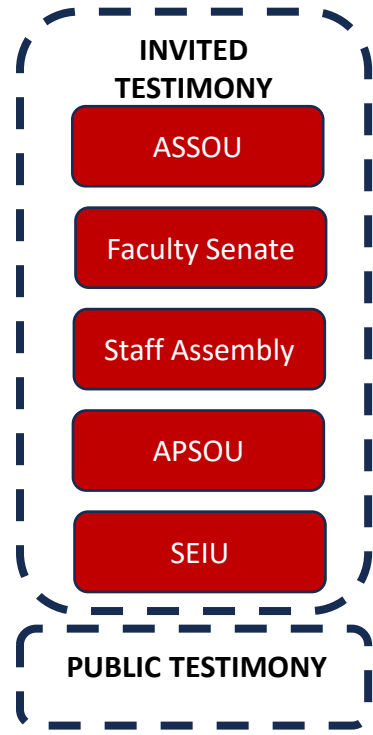 INVITED
TESTIMONY
ASSOU
Faculty Senate
Staff Assembly
APSOU
SEIU
PUBLIC TESTIMONY